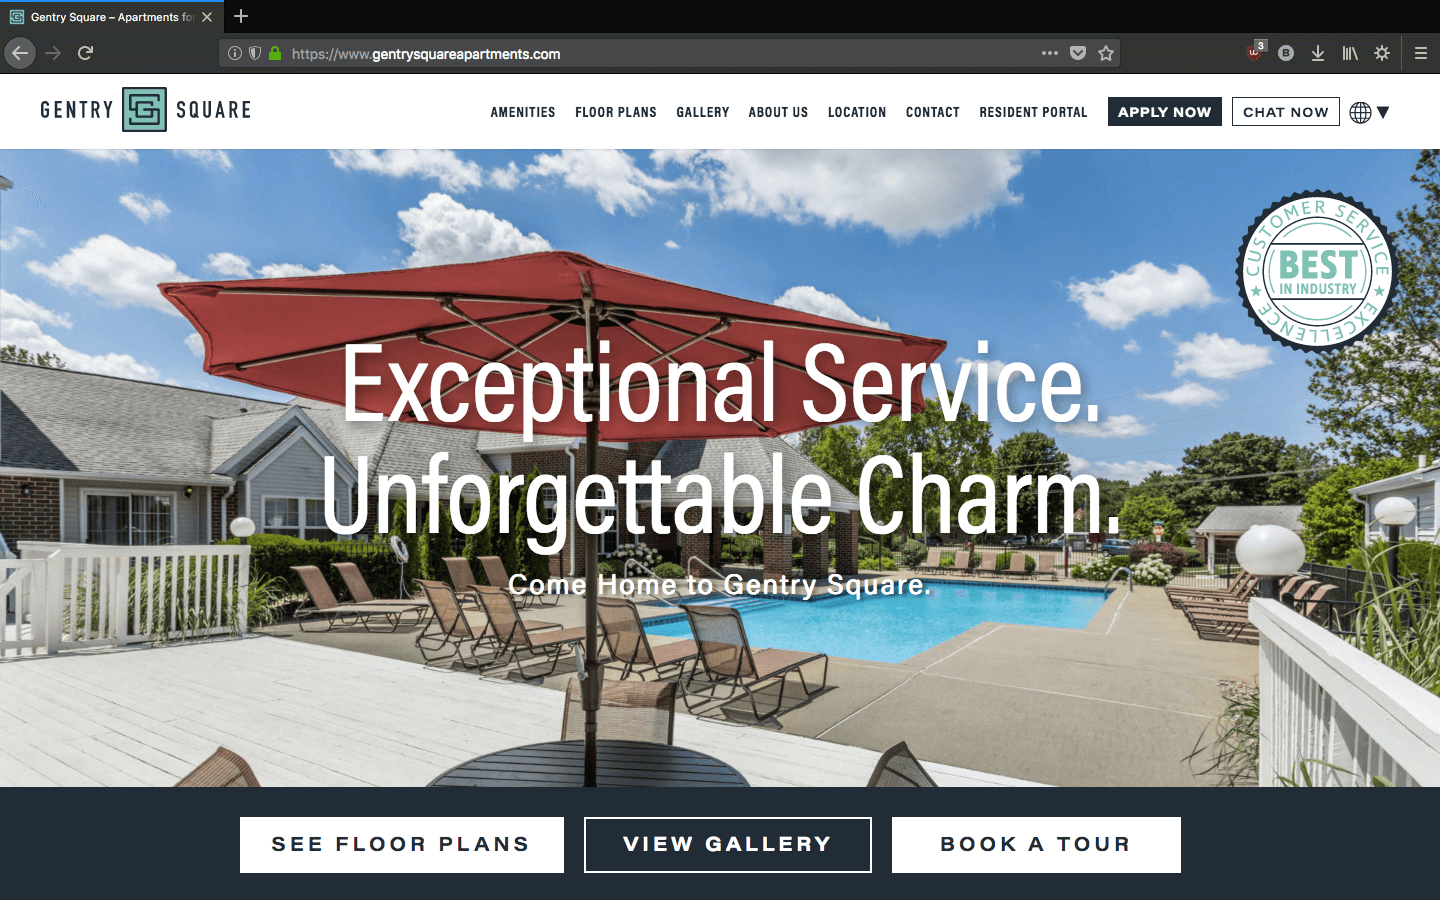 Gentry Square – Apartments fo
https://www.gentrysquareapartments.com
3
B
GENTRY SQUARE
AMENITIES FLOOR PLANS GALLERY ABOUT US LOCATION CONTACT RESIDENT PORTAL APPLY NOW CHAT NOW
CUSTOMER SERVICE
BEST
IN INDUSTRY
EXCELLENCE
Exceptional Service.
Unforgettable Charm.
Come Home to Gentry Square.
SEE FLOOR PLANS VIEW GALLERY BOOK A TOUR